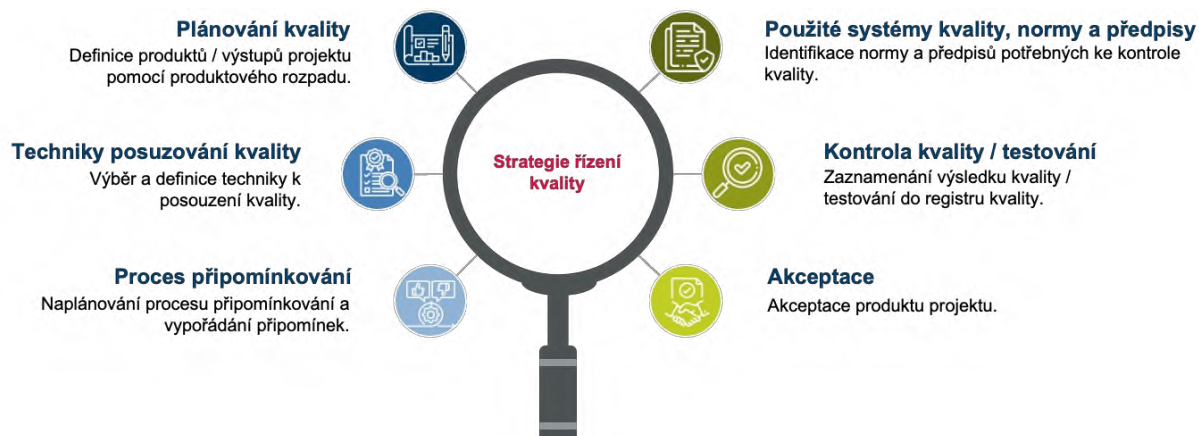 Plánování kvality
Definice produktů / výstupů projektu
pomocí produktového rozpadu.
Použité systémy kvality, normy a předpisy
Identifikace normy a předpisů potřebných ke kontrole
kvality.
Techniky posuzování kvality
Výběr a definice techniky k
posouzení kvality.
Strategie řízení
kvality
Kontrola kvality / testování
Zaznamenání výsledku kvality /
testování do registru kvality.
Proces připomínkování
Naplánování procesu připomínkování a
vypořádání připomínek.
Akceptace
Akceptace produktu projektu.